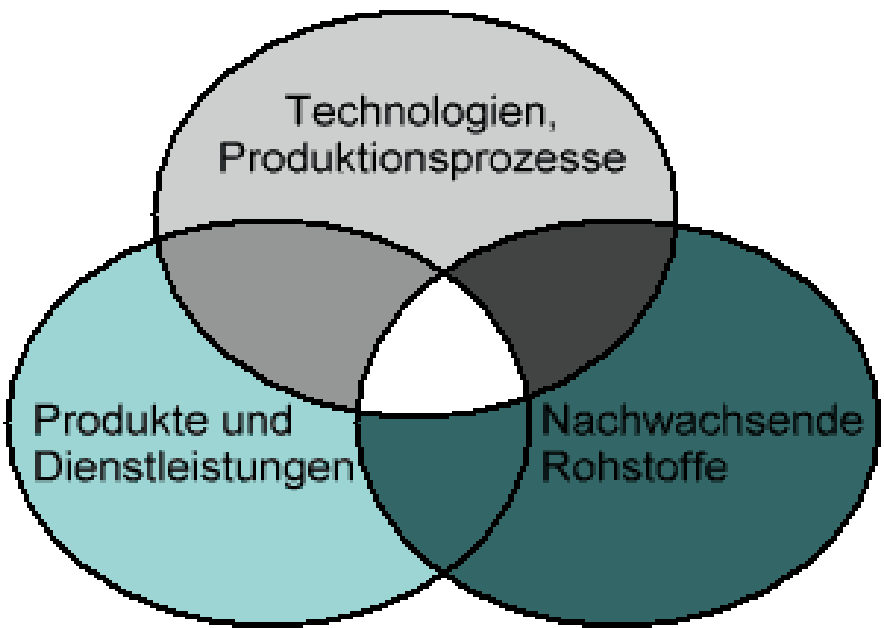 Technologien,
Produktionsprozesse
Produkte und
Dienstleistungen
Nachwachsende
Rohstoffe